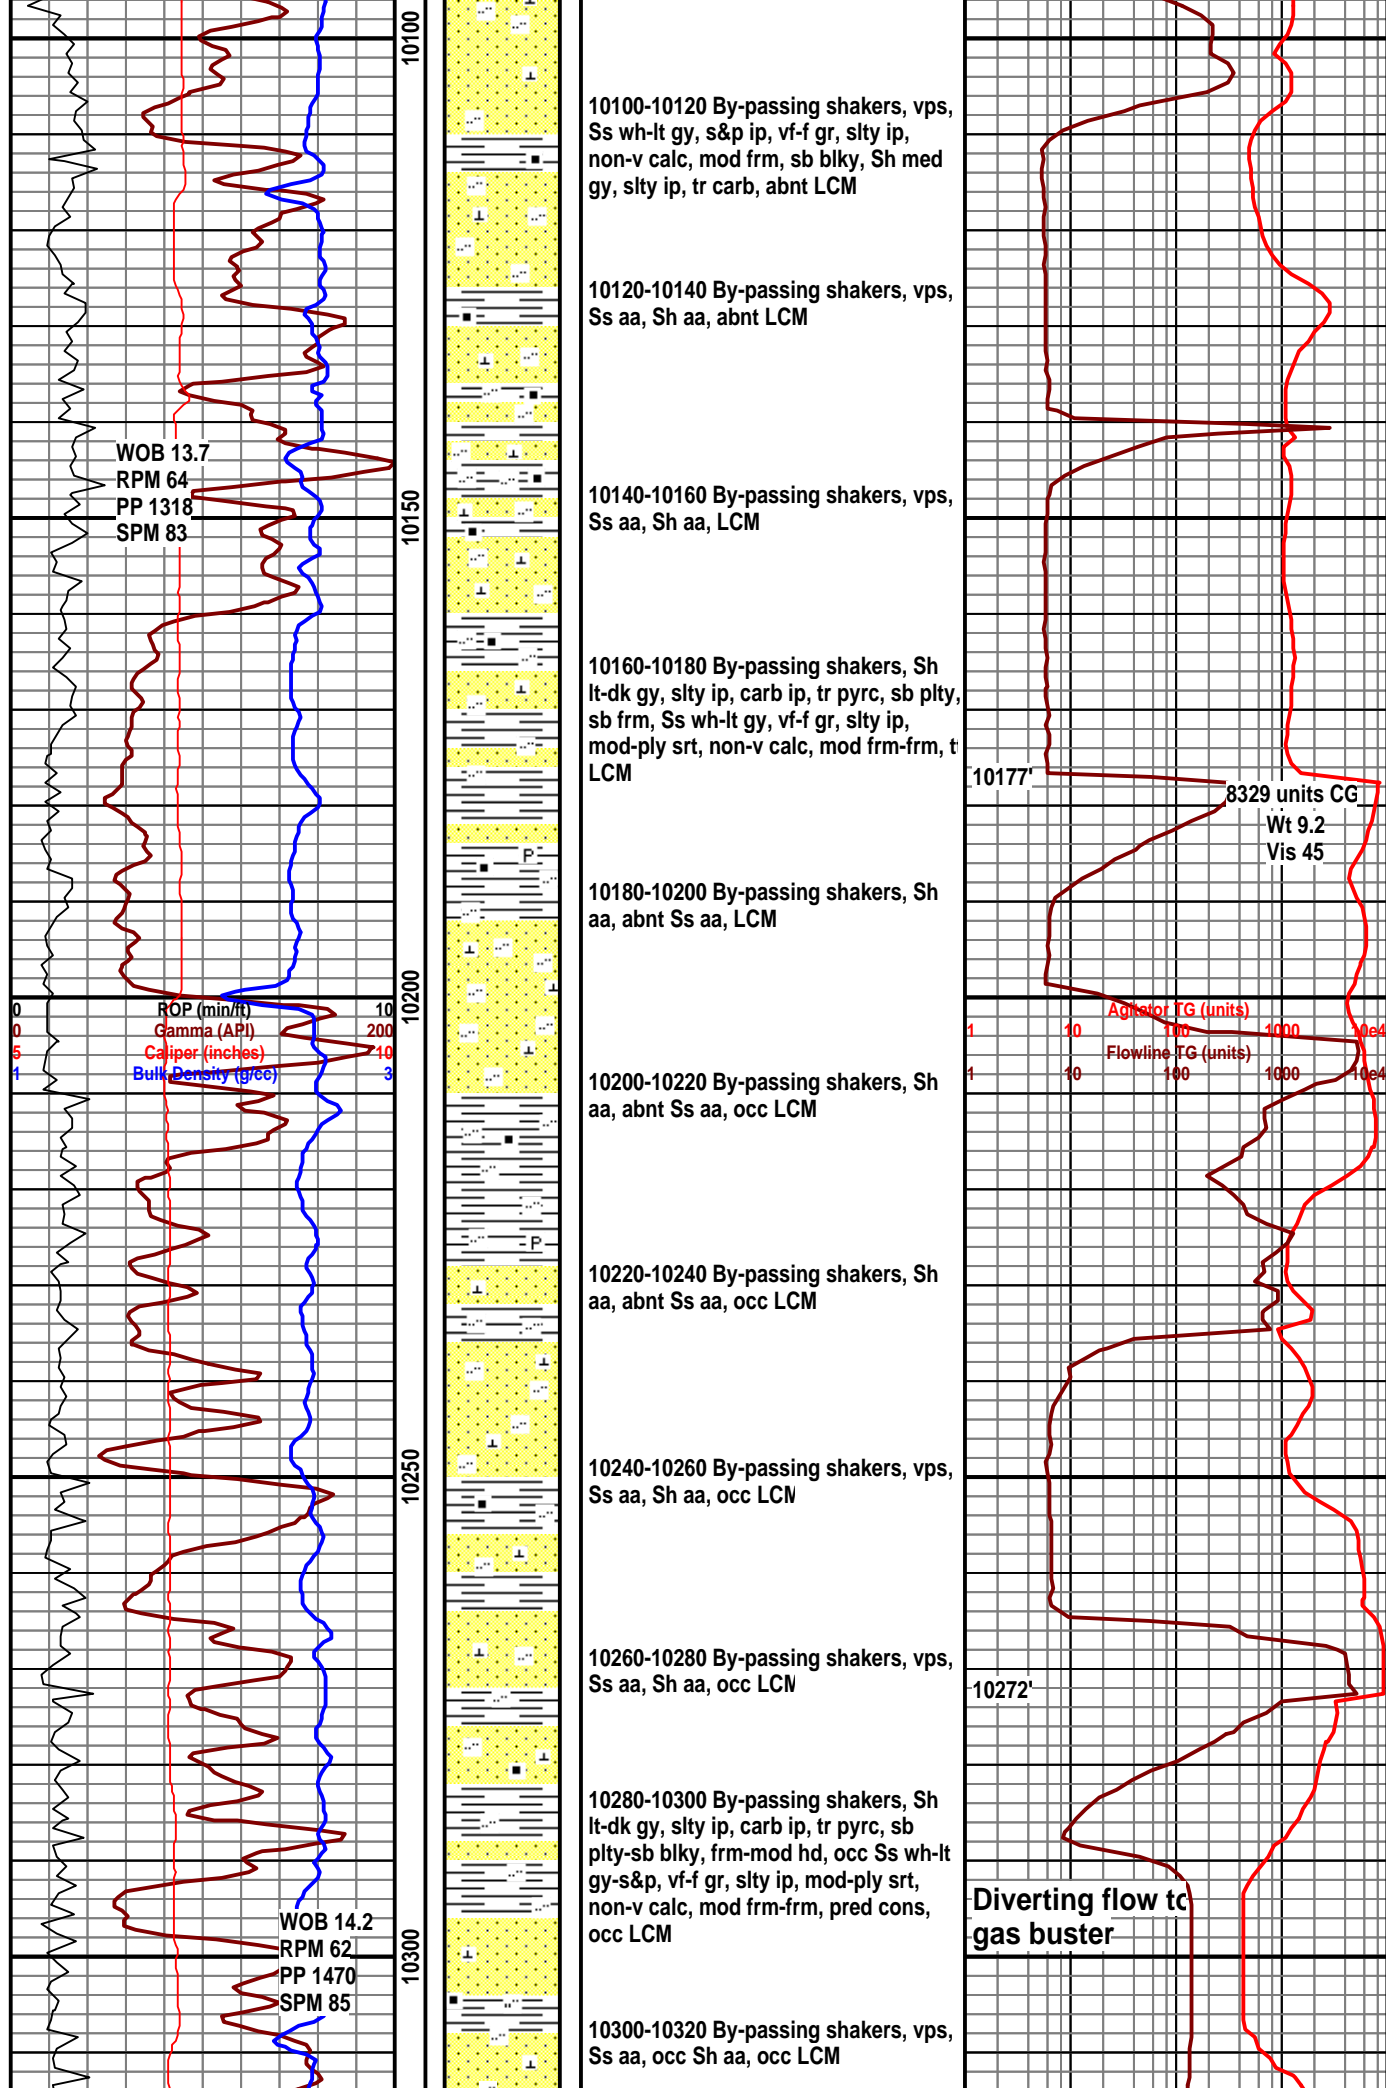 10100
10100-10120 By-passing shakers, vps,
Ss wh-lt gy, s&p ip, vf-f gr, slty ip,
non-v calc, mod frm, sb blky, Sh med
gy, slty ip, tr carb, abnt LCM
10120-10140 By-passing shakers, vps,
Ss aa, Sh aa, abnt LCM
WOB 13.7
RPM 64
PP 1318
SPM 83
10150
10140-10160 By-passing shakers, vps,
Ss aa, Sh aa, LCM
10160-10180 By-passing shakers, Sh
lt-dk gy, slty ip, carb ip, tr pyrc, sb plty,
sb frm, Ss wh-lt gy, vf-f gr, slty ip,
mod-ply srt, non-v calc, mod frm-frm,
LCM
10177'
8329 units CG
Wt 9.2
Vis 45
P
10180-10200 By-passing shakers, Sh
aa, abnt Ss aa, LCM
10200
0 ROP (min/ft) 10
0 Gamma (API) 200
5 Caliper (inches) 10
1 Bulk Density (g/cc) 3
Agitator TG (units)
1 10 100 1000 10e4
Flowline TG (units)
1 10 100 1000 10e4
10200-10220 By-passing shakers, Sh
aa, abnt Ss aa, occ LCM
P
10220-10240 By-passing shakers, Sh
aa, abnt Ss aa, occ LCM
10250
10240-10260 By-passing shakers, vps,
Ss aa, Sh aa, occ LCM
10260-10280 By-passing shakers, vps,
Ss aa, Sh aa, occ LCM
10272'
10280-10300 By-passing shakers, Sh
lt-dk gy, slty ip, carb ip, tr pyrc, sb
plty-sb blky, frm-mod hd, occ Ss wh-lt
gy-s&p, vf-f gr, slty ip, mod-ply srt,
non-v calc, mod frm-frm, pred cons,
occ LCM
Diverting flow to
gas buster
WOB 14.2
RPM 62
PP 1470
SPM 85
10300
10300-10320 By-passing shakers, vps,
Ss aa, occ Sh aa, occ LCM